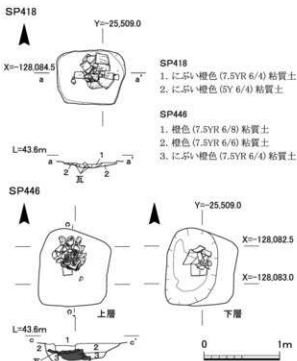 SP418
Y=-25,509.0
X=-128,084.5
a a'
L=43.6m
a 1 a'
2 2
瓦
SP418
1. にぶい橙色 (7.5YR 6/4) 粘質土
2. にぶい橙色 (5Y 6/4) 粘質土
SP446
1. 橙色 (7.5YR 6/8) 粘質土
2. 橙色 (7.5YR 6/6) 粘質土
3. にぶい橙色 (7.5YR 6/4) 粘質土
SP446
Y=-25,509.0
X=-128,082.5
X=-128,083.0
上層
下層
L=43.6m
c 1 2 c'
2 3
0 1m